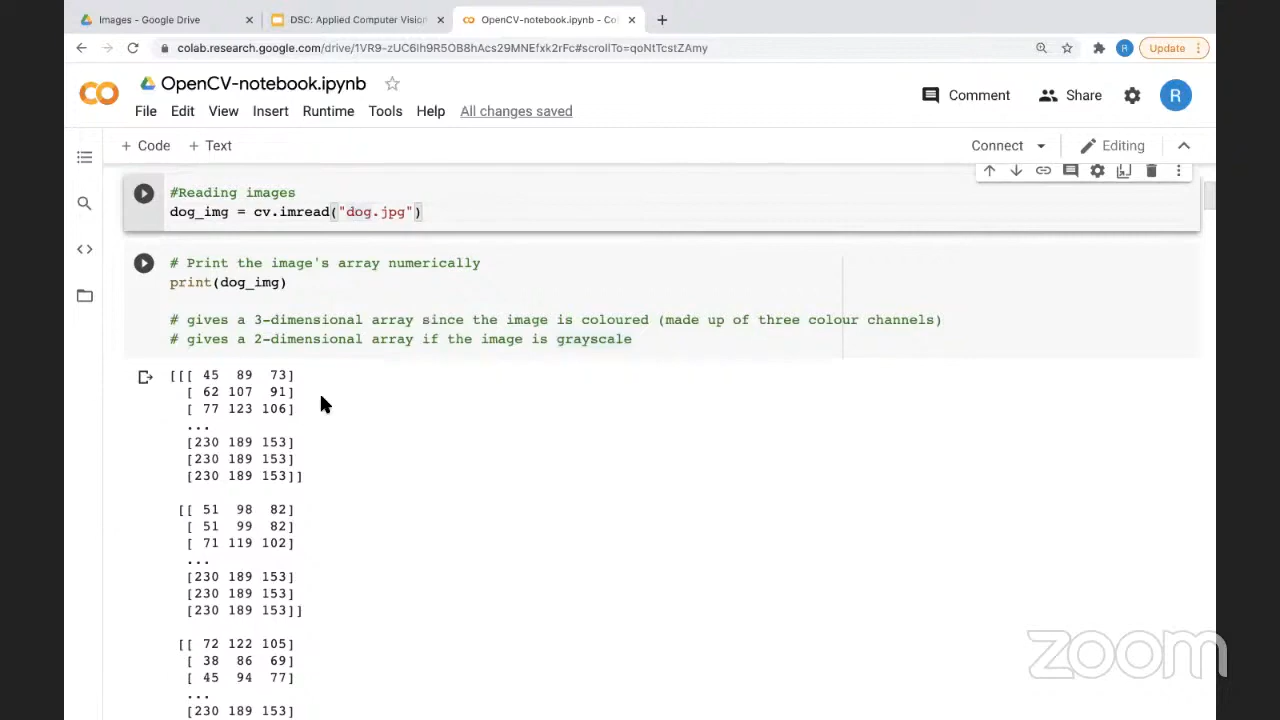 Images - Google Drive
DSC: Applied Computer Vision
OpenCV-notebook.ipynb - Co
colab.research.google.com/drive/1VR9-zUC6lh9R5OB8hAcs29MNEfxk2rFc#scrollTo=qoNtTcstZAmy
R
Update
OpenCV-notebook.ipynb
File Edit View Insert Runtime Tools Help All changes saved
Comment Share R
+ Code + Text
Connect Editing
#Reading images
dog_img = cv.imread("dog.jpg")
# Print the image's array numerically
print(dog_img)
# gives a 3-dimensional array since the image is coloured (made up of three colour channels)
# gives a 2-dimensional array if the image is grayscale
[[[ 45 89 73]
[ 62 107 91]
[ 77 123 106]
...
[230 189 153]
[230 189 153]
[230 189 153]]
[[ 51 98 82]
[ 51 99 82]
[ 71 119 102]
...
[230 189 153]
[230 189 153]
[230 189 153]]
[[ 72 122 105]
[ 38 86 69]
[ 45 94 77]
...
[230 189 153]
zoom